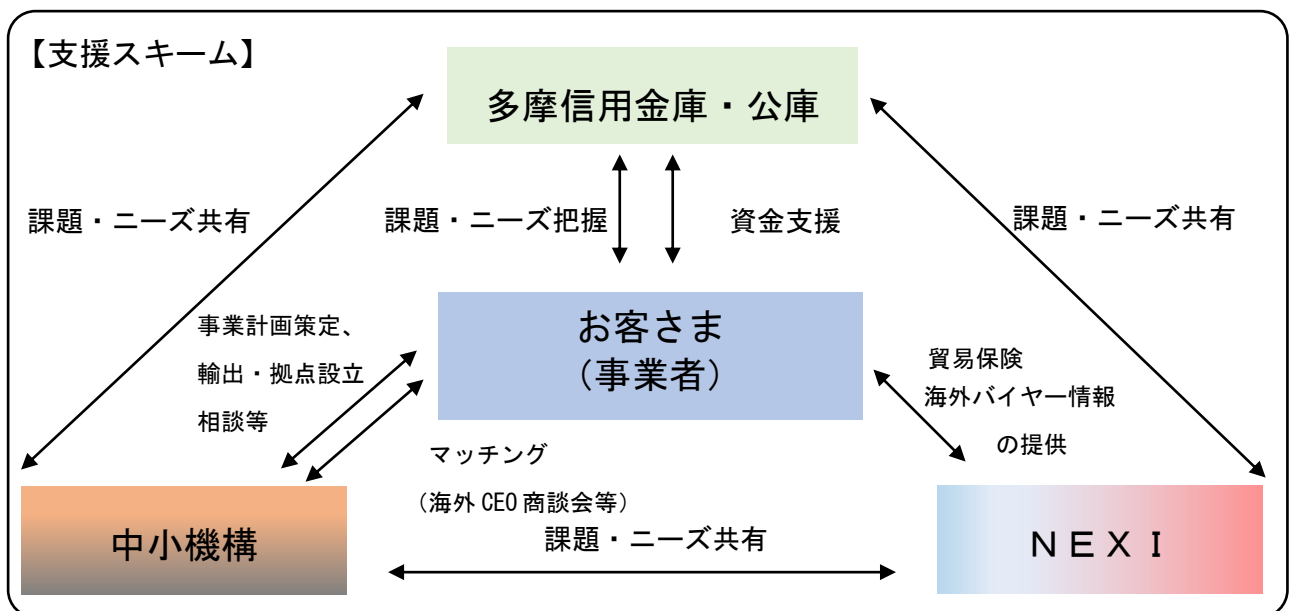 【支援スキーム】
多摩信用金庫・公庫
課題・ニーズ共有
課題・ニーズ把握
資金支援
課題・ニーズ共有
お客さま
（事業者）
事業計画策定、
輸出・拠点設立
相談等
貿易保険
海外バイヤー情報
の提供
マッチング
（海外 CEO 商談会等）
課題・ニーズ共有
中小機構
ＮＥＸＩ